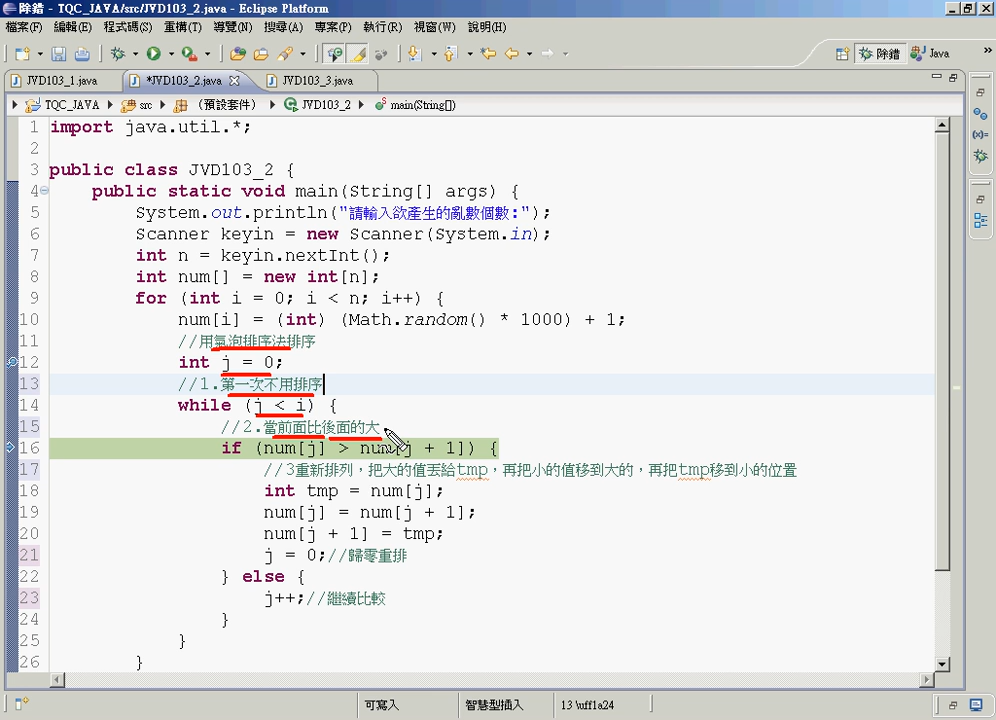 除錯 - TQC_JAVA/src/JVD103_2.java - Eclipse Platform
檔案(F) 編輯(E) 程式碼(S) 重構(T) 導覽(N) 搜尋(A) 專案(P) 執行(R) 視窗(W) 說明(H)
除錯 Java »
JVD103_1.java *JVD103_2.java JVD103_3.java
TQC_JAVA src (預設套件) JVD103_2 main(String[])
1 import java.util.*;
2
3 public class JVD103_2 {
4 public static void main(String[] args) {
5 System.out.println("請輸入欲產生的亂數個數:");
6 Scanner keyin = new Scanner(System.in);
7 int n = keyin.nextInt();
8 int num[] = new int[n];
9 for (int i = 0; i < n; i++) {
10 num[i] = (int) (Math.random() * 1000) + 1;
11 //用氣泡排序法排序
12 int j = 0;
13 //1.第一次不用排序
14 while (j < i) {
15 //2.當前面比後面的大
16 if (num[j] > num[j + 1]) {
17 //3重新排列，把大的值丟給tmp，再把小的值移到大的，再把tmp移到小的位置
18 int tmp = num[j];
19 num[j] = num[j + 1];
20 num[j + 1] = tmp;
21 j = 0;//歸零重排
22 } else {
23 j++;//繼續比較
24 }
25 }
26 }
可寫入 智慧型插入 13 \uff1a24